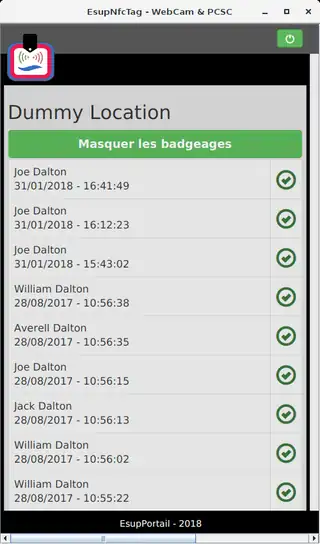 EsupNfcTag - WebCam & PCSC
Dummy Location
Masquer les badgeages
Joe Dalton
31/01/2018 - 16:41:49
Joe Dalton
31/01/2018 - 16:12:23
Joe Dalton
31/01/2018 - 15:43:02
William Dalton
28/08/2017 - 10:56:38
Averell Dalton
28/08/2017 - 10:56:35
Joe Dalton
28/08/2017 - 10:56:15
Jack Dalton
28/08/2017 - 10:56:13
William Dalton
28/08/2017 - 10:56:02
William Dalton
28/08/2017 - 10:55:22
EsupPortail - 2018